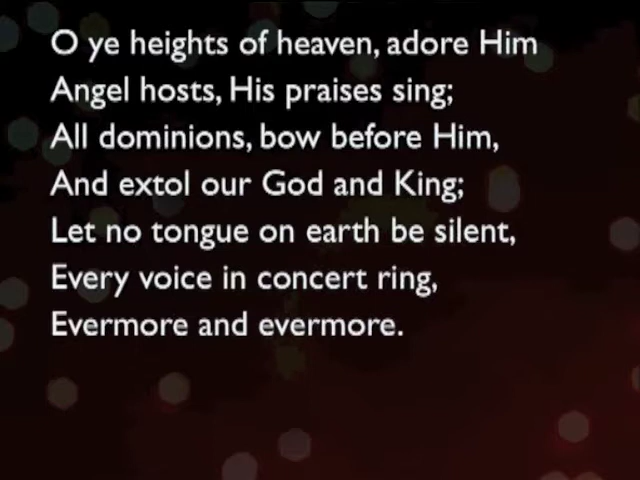 O ye heights of heaven, adore Him
Angel hosts, His praises sing;
All dominions, bow before Him,
And extol our God and King;
Let no tongue on earth be silent,
Every voice in concert ring,
Evermore and evermore.